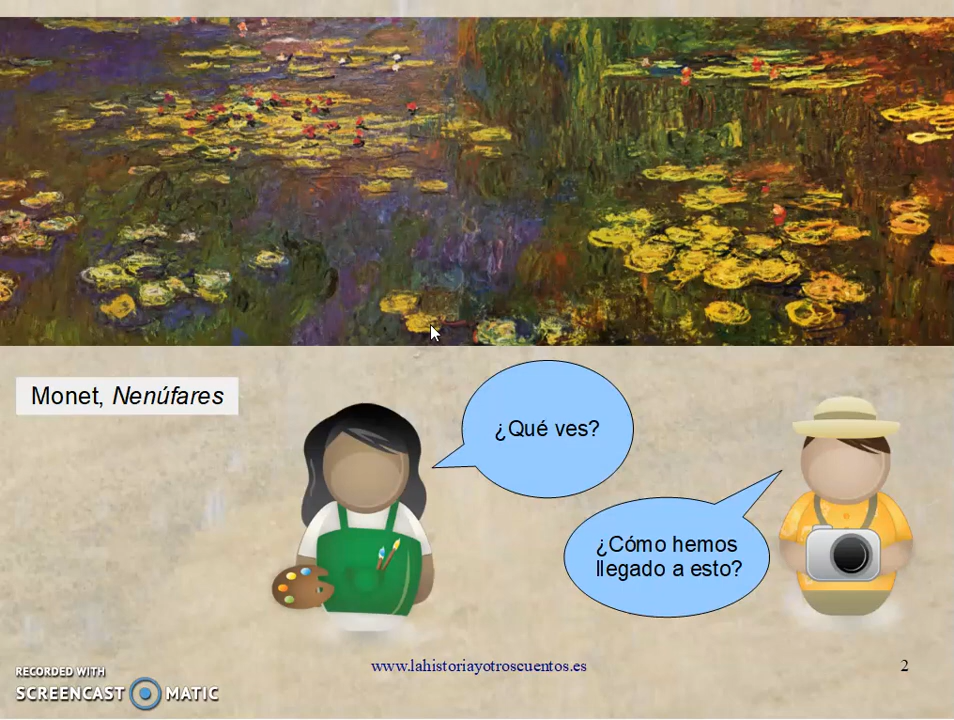 Monet, Nenúfares
¿Qué ves?
¿Cómo hemos
llegado a esto?
www.lahistoriayotroscuentos.es
2
RECORDED WITH
SCREENCAST MATIC